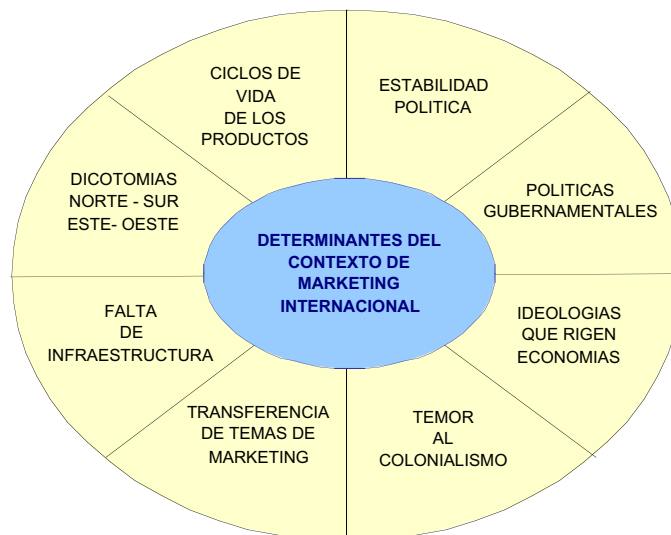 CICLOS DE
VIDA
DE LOS
PRODUCTOS
ESTABILIDAD
POLITICA
DICOTOMIAS
NORTE - SUR
ESTE- OESTE
POLITICAS
GUBERNAMENTALES
DETERMINANTES DEL
CONTEXTO DE
MARKETING
INTERNACIONAL
FALTA
DE
INFRAESTRUCTURA
IDEOLOGIAS
QUE RIGEN
ECONOMIAS
TRANSFERENCIA
DE TEMAS DE
MARKETING
TEMOR
AL
COLONIALISMO